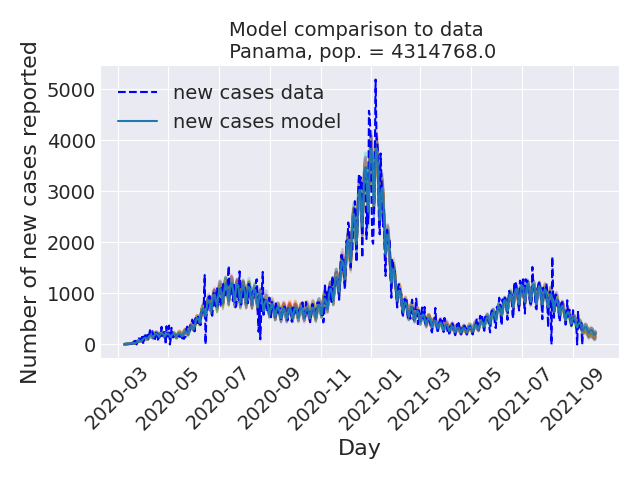 Model comparison to data
Panama, pop. = 4314768.0
Number of new cases reported
5000
4000
3000
2000
1000
0
new cases data
new cases model
2020-03
2020-05
2020-07
2020-09
2020-11
2021-01
2021-03
2021-05
2021-07
2021-09
Day